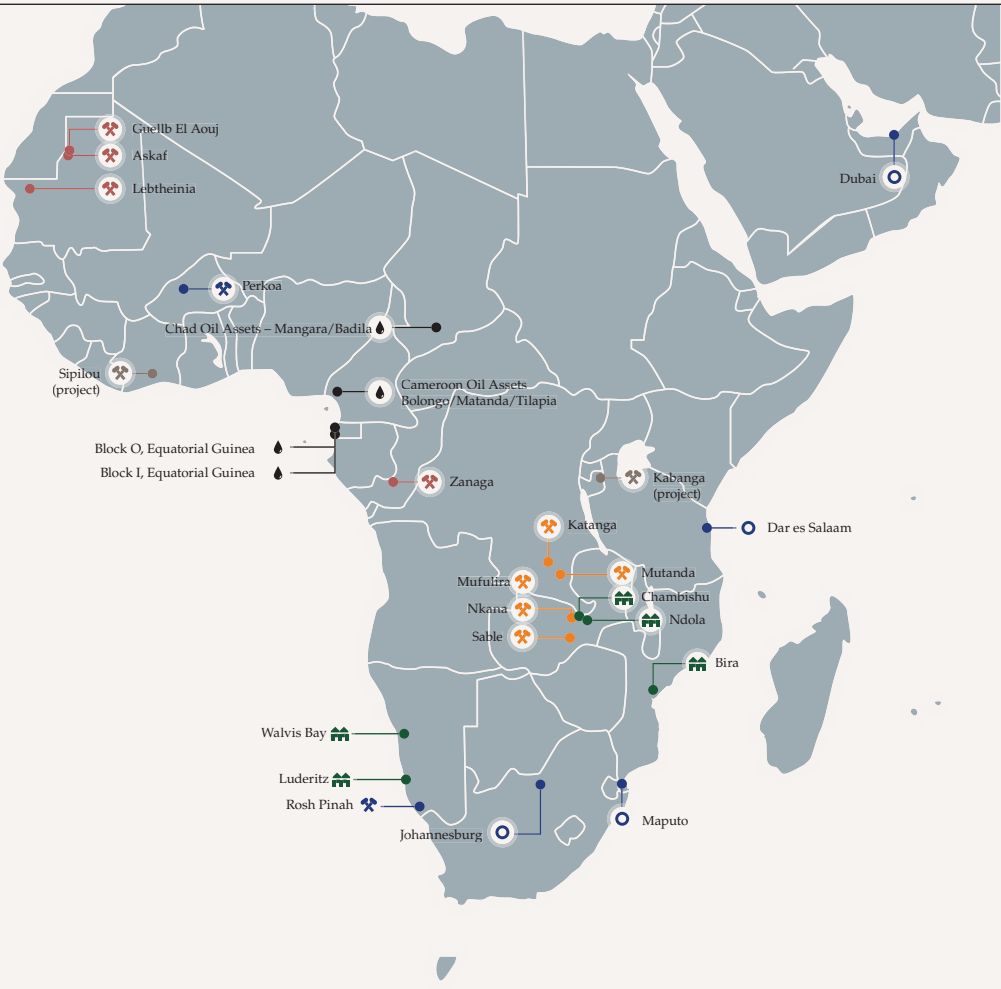 Guellb El Aouj
Askaf
Lebtheinia
Dubai
Perkoa
Chad Oil Assets – Mangara/Badila
Sipilou
(project)
Cameroon Oil Assets
Bolongo/Matanda/Tilapia
Block O, Equatorial Guinea
Block I, Equatorial Guinea
Zanaga
Kabanga
(project)
Katanga
Dar es Salaam
Mutanda
Mufulira
Chambishu
Nkana
Ndola
Sable
Bira
Walvis Bay
Luderitz
Rosh Pinah
Johannesburg
Maputo